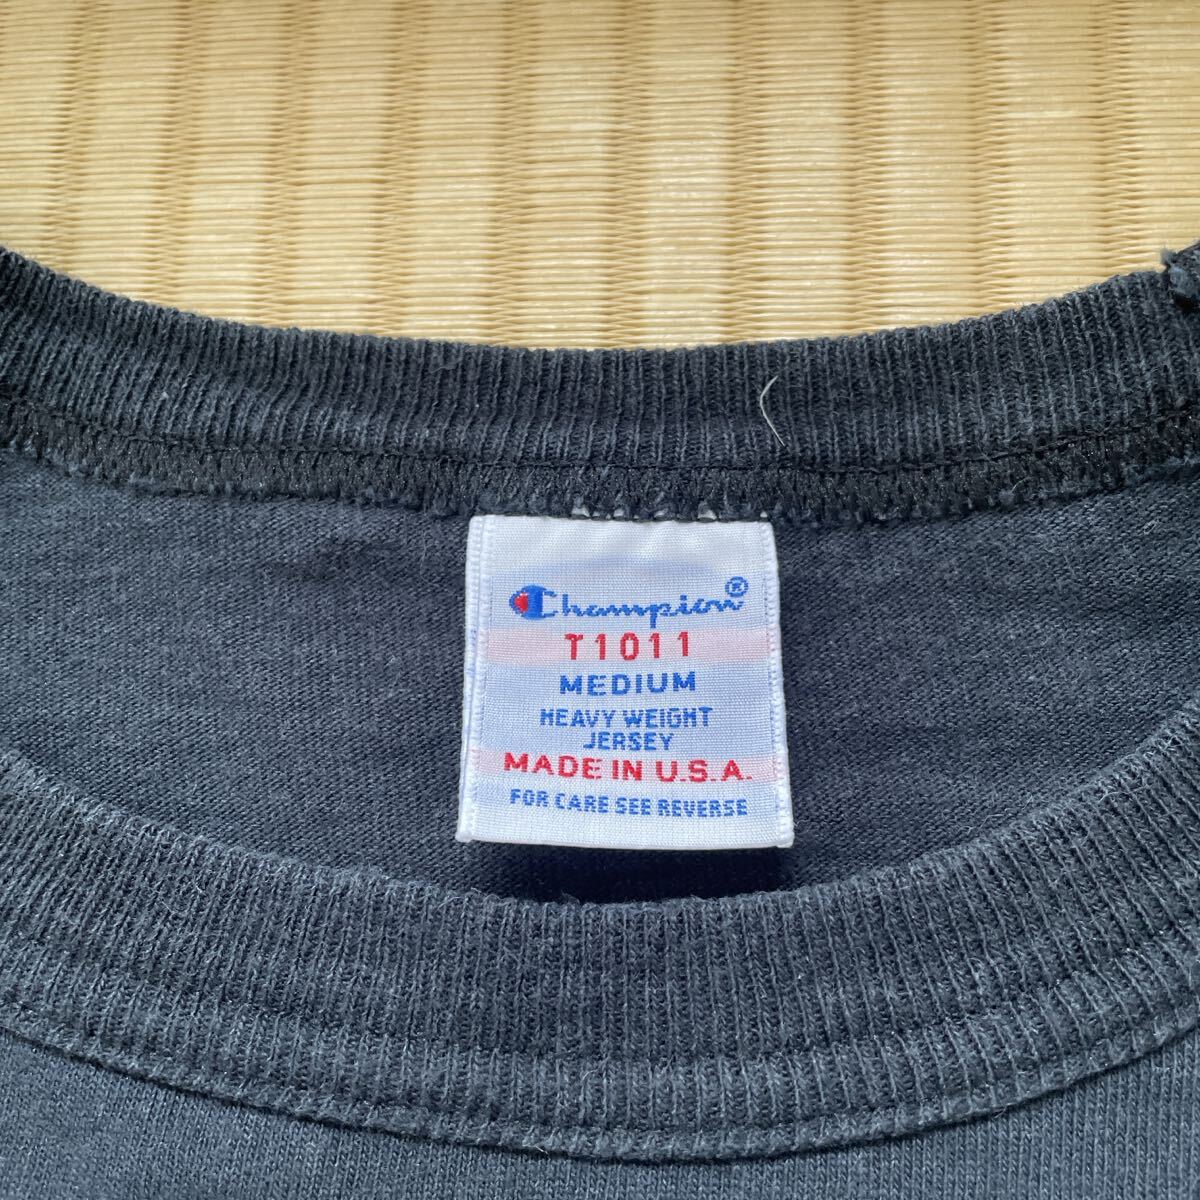 Champion®
T1011
MEDIUM
HEAVY WEIGHT
JERSEY
MADE IN U.S.A.
FOR CARE SEE REVERSE